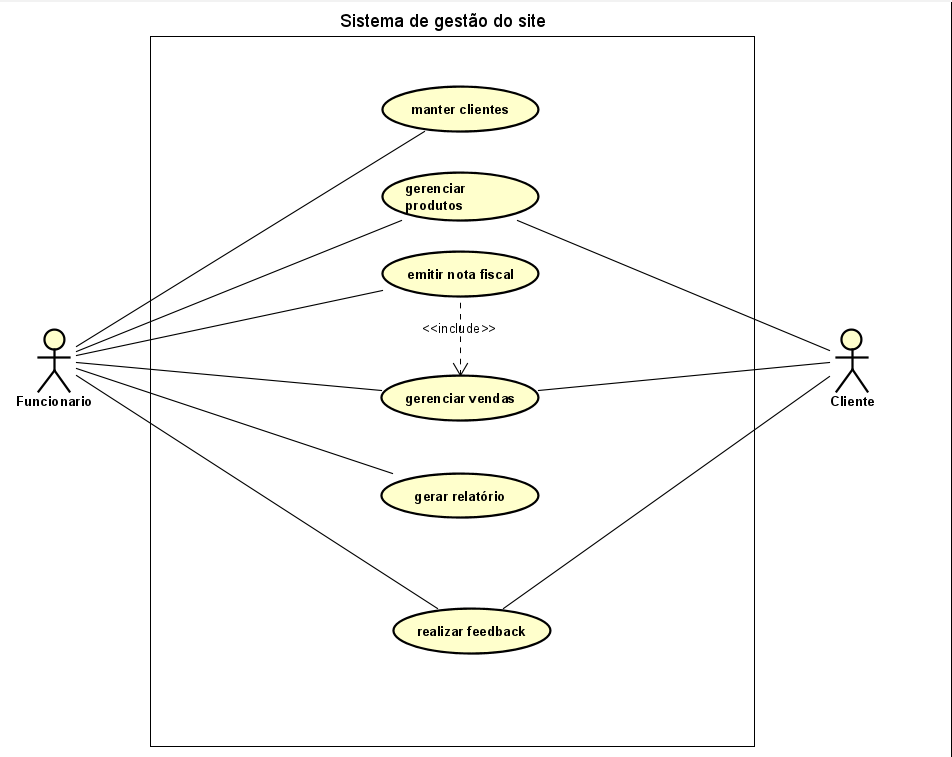 Sistema de gestão do site
manter clientes
gerenciar
produtos
emitir nota fiscal
<<include>>
gerenciar vendas
Funcionario
Cliente
gerar relatório
realizar feedback